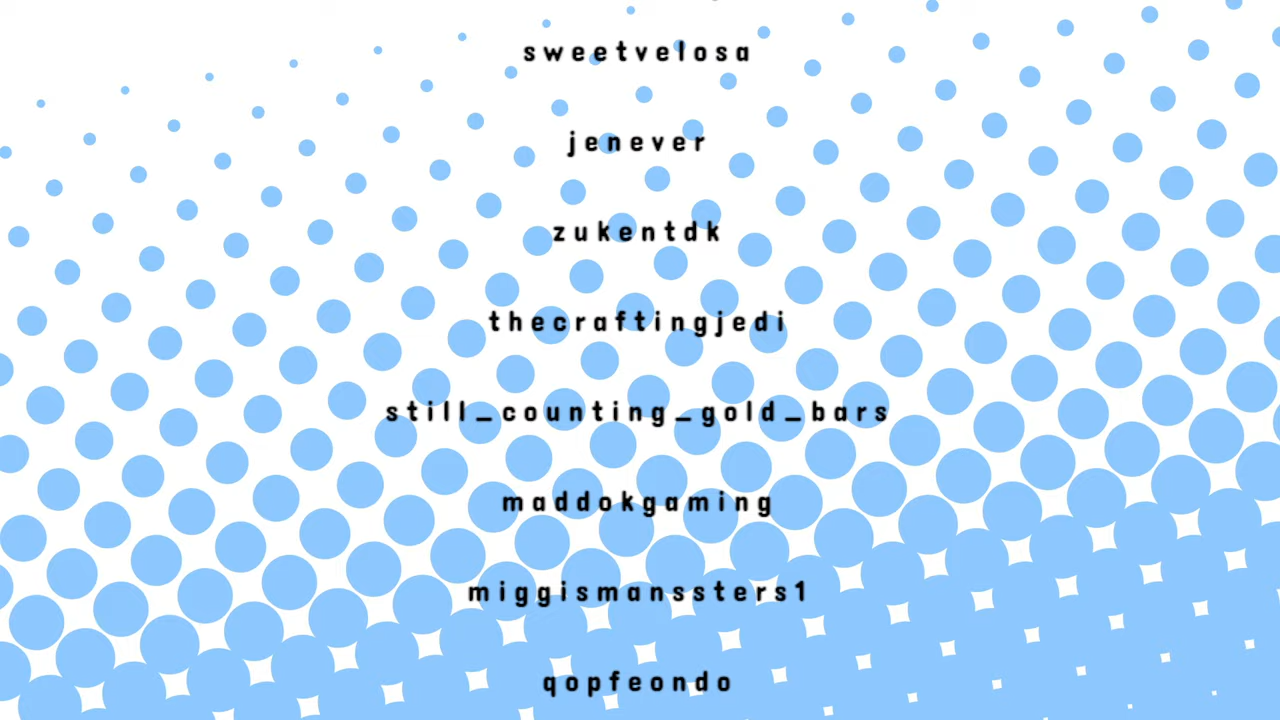 sweetvelosa
jenever
zukentdk
thecraftingjedi
still_counting_gold_bars
maddokgaming
miggismanssters1
qopfeondo